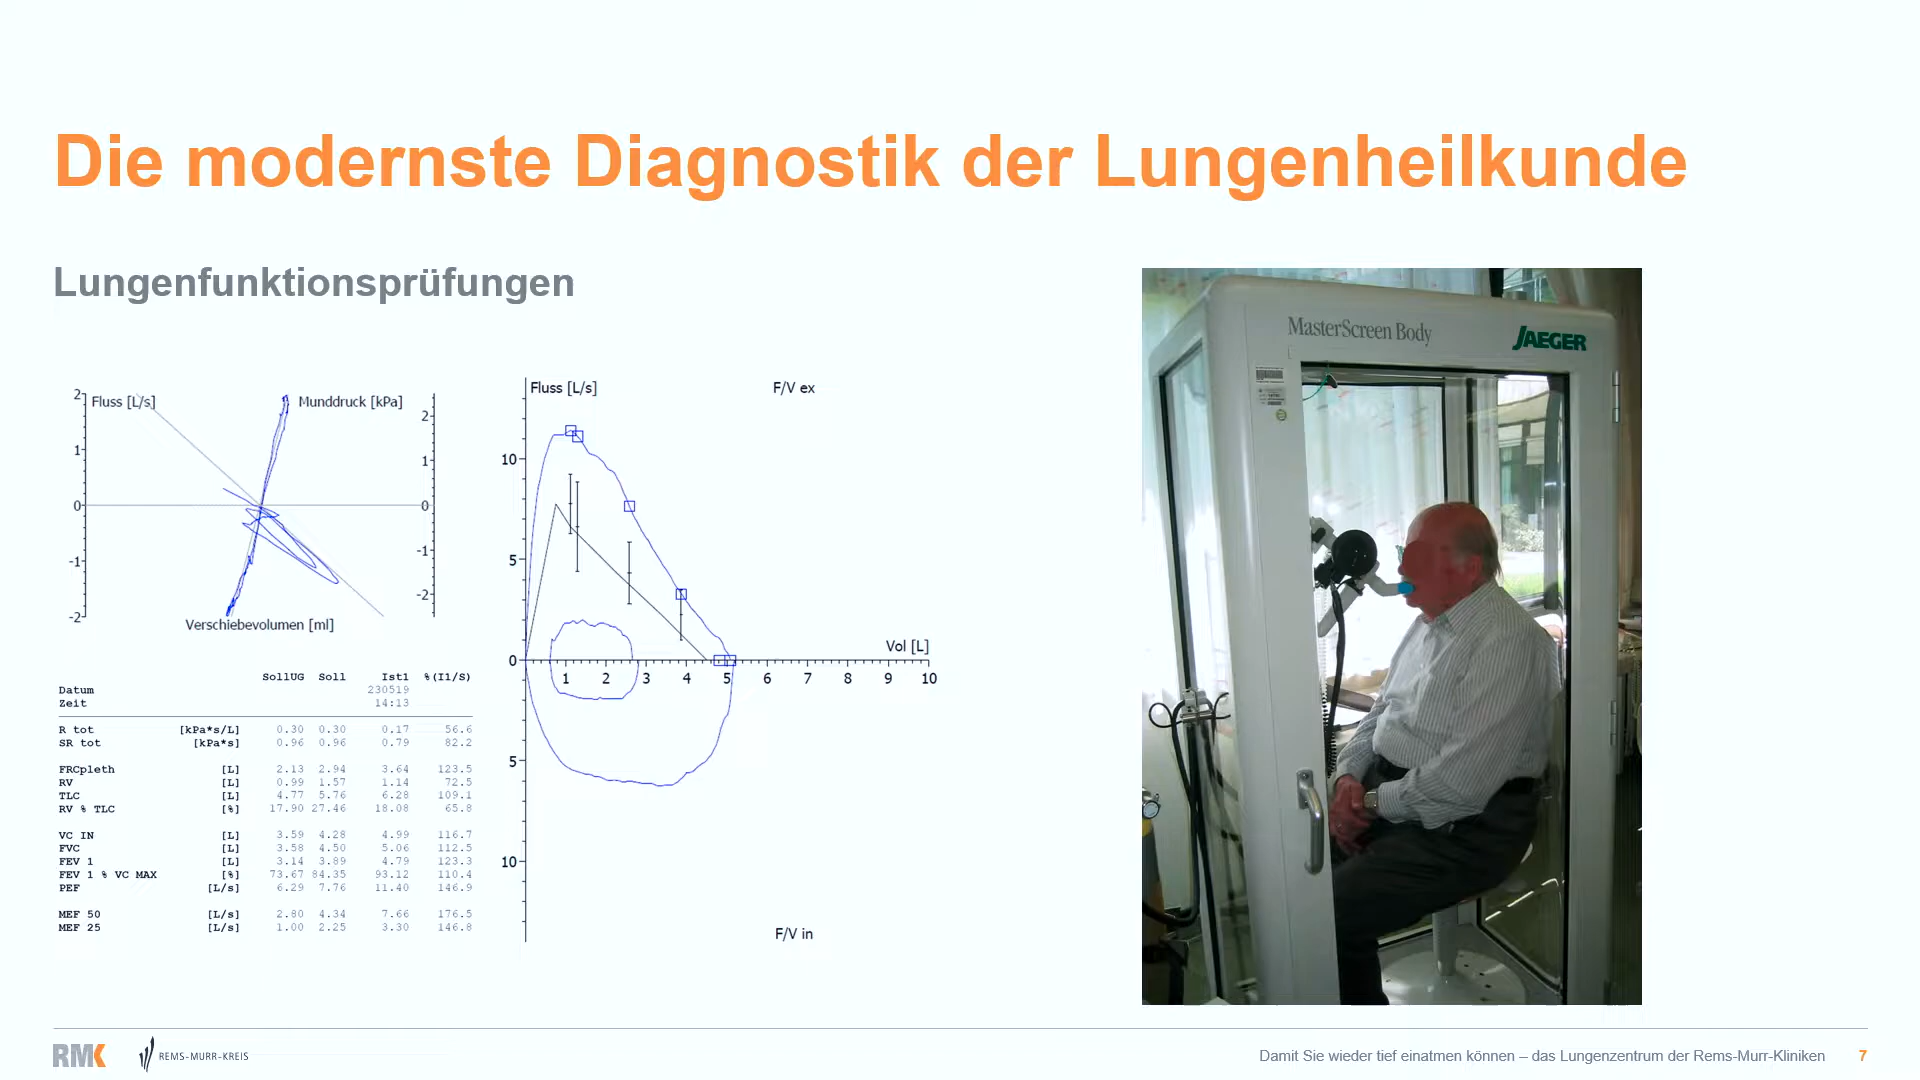 Die modernste Diagnostik der Lungenheilkunde
Lungenfunktionsprüfungen
Fluss [L/s]
Munddruck [kPa]
2
1
0
-1
-2
2
1
0
-1
-2
Verschiebevolumen [ml]
Fluss [L/s]
F/V ex
10
5
0
5
10
Vol [L]
1 2 3 4 5 6 7 8 9 10
F/V in
SollUG Soll Ist1 %(I1/S)
Datum 230519
Zeit 14:13
R tot [kPa*s/L] 0.30 0.30 0.17 56.6
SR tot [kPa*s] 0.96 0.96 0.79 82.2
FRCpleth [L] 2.13 2.94 3.64 123.5
RV [L] 0.99 1.57 1.14 72.5
TLC [L] 4.77 5.76 6.28 109.1
RV % TLC [%] 17.90 27.46 18.08 65.8
VC IN [L] 3.59 4.28 4.99 116.7
FVC [L] 3.58 4.50 5.06 112.5
FEV 1 [L] 3.14 3.89 4.79 123.3
FEV 1 % VC MAX [%] 73.67 84.35 93.12 110.4
PEF [L/s] 6.29 7.76 11.40 146.9
MEF 50 [L/s] 2.80 4.34 7.66 176.5
MEF 25 [L/s] 1.00 2.25 3.30 146.8
MasterScreen Body
JAEGER
RMK
REMS-MURR-KREIS
Damit Sie wieder tief einatmen können – das Lungenzentrum der Rems-Murr-Kliniken 7